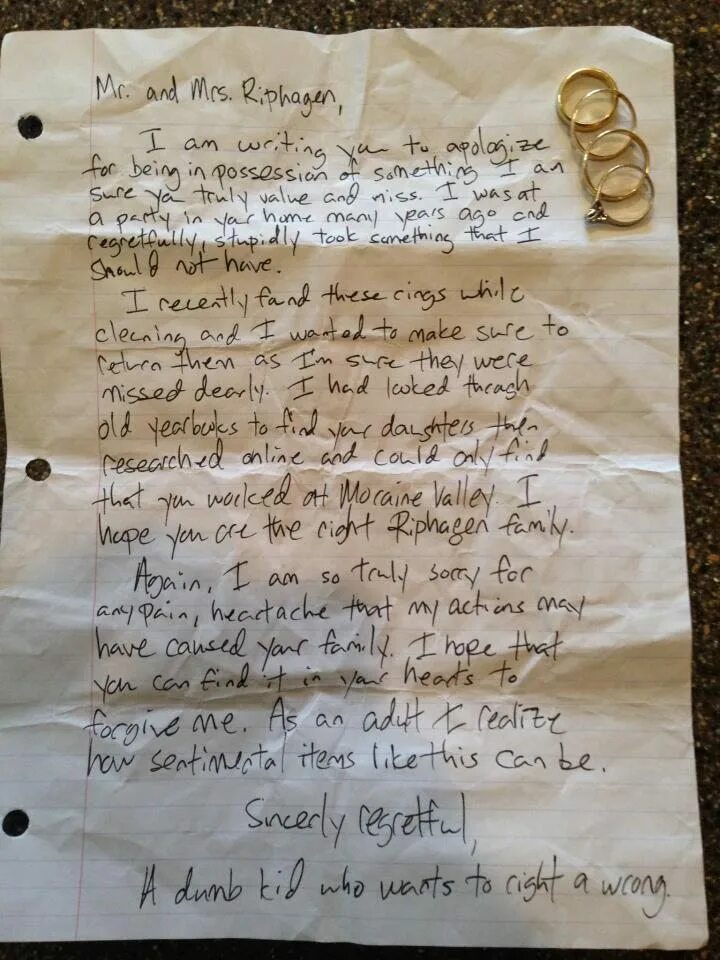 Mr. and Mrs. Riphagen,
I am writing you to apologize
for being in possession of something I am
sure you truly value and miss. I was at
a party in your home many years ago and
regretfully, stupidly took something that I
should not have.
I recently found these rings while
cleaning and I wanted to make sure to
return them as I'm sure they were
missed dearly. I had looked through
old yearbooks to find your daughters then
researched online and could only find
that you worked at Moraine Valley. I
hope you are the right Riphagen family.
Again, I am so truly sorry for
any pain, heartache that my actions may
have caused your family. I hope that
you can find it in your hearts to
forgive me. As an adult I realize
how sentimental items like this can be.
Sincerly regretful,
A dumb kid who wants to right a wrong.